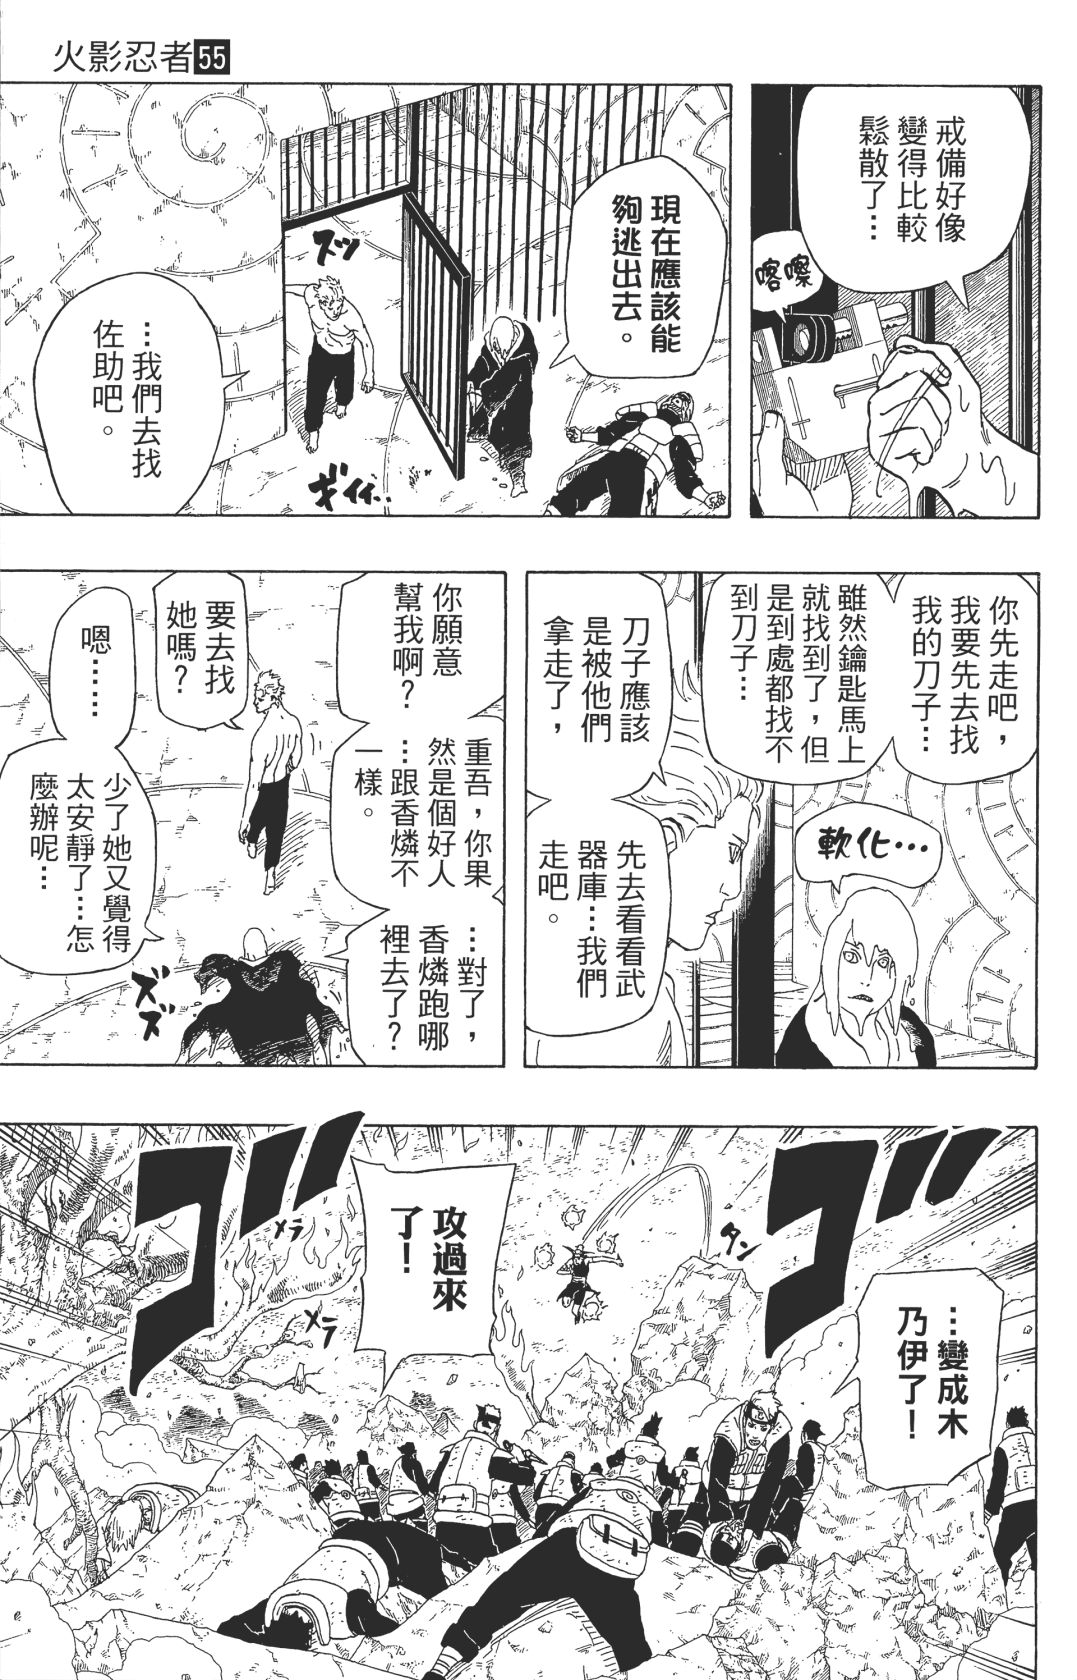 火影忍者55
戒備好像
變得比較
鬆散了…
喀嚓
現在應該能
夠逃出去。
ズッ
ギイィ…
…我們去找
佐助吧。
你先走吧，
我要先去找
我的刀子…
雖然鑰匙馬上
就找到了，但
是到處都找不
到刀子…
軟化…
刀子應該
是被他們
拿走了，
先去看看武
器庫…我們
走吧。
你願意
幫我啊？
重吾，你果
然是個好人
…跟香燐不
一樣。
…對了，
香燐跑哪
裡去了？
要去找
她嗎？
嗯……
少了她又覺得
太安靜了…怎
麼辦呢…
ズズズ
…變成木
乃伊了！
ゴゴ
タン
攻過來
了！
メラ
メラ